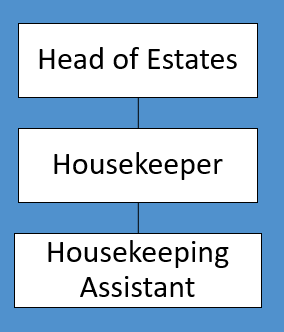 Head of Estates
Housekeeper
Housekeeping
Assistant